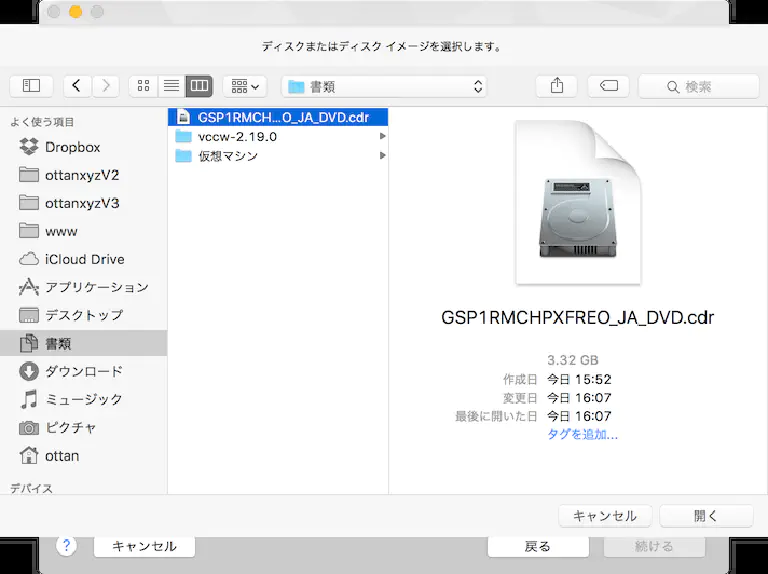 ディスクまたはディスク イメージを選択します。
書類
検索
よく使う項目
Dropbox
ottanxyzV2
ottanxyzV3
www
iCloud Drive
アプリケーション
デスクトップ
書類
ダウンロード
ミュージック
ピクチャ
ottan
デバイス
GSP1RMCH...O_JA_DVD.cdr
vccw-2.19.0
仮想マシン
GSP1RMCHPXFREO_JA_DVD.cdr
3.32 GB
作成日 今日 15:52
変更日 今日 16:07
最後に開いた日 今日 16:07
タグを追加...
キャンセル
開く
?
キャンセル
戻る
続ける